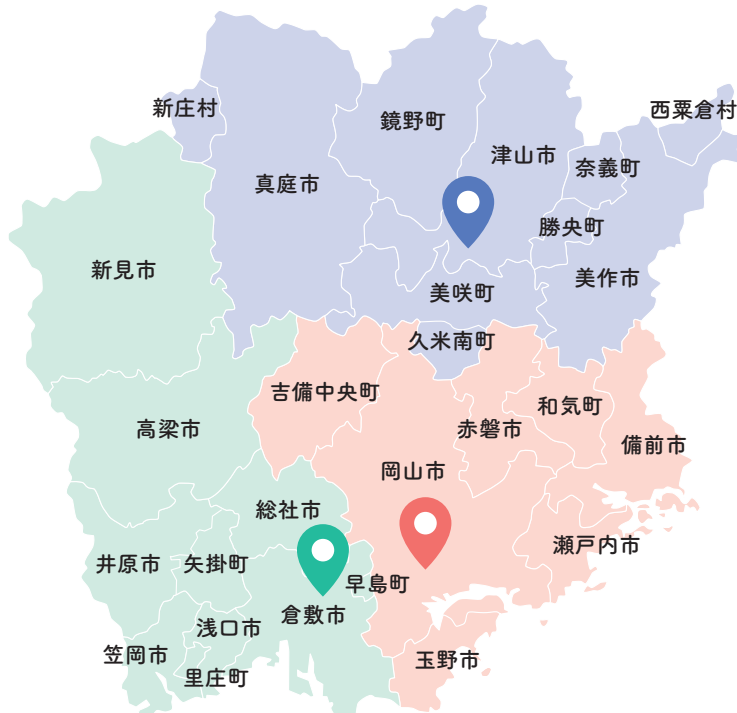 新庄村
鏡野町
西粟倉村
津山市
奈義町
真庭市
勝央町
新見市
美作市
美咲町
久米南町
吉備中央町
和気町
高梁市
赤磐市
備前市
岡山市
総社市
瀬戸内市
井原市
矢掛町
早島町
倉敷市
浅口市
笠岡市
玉野市
里庄町